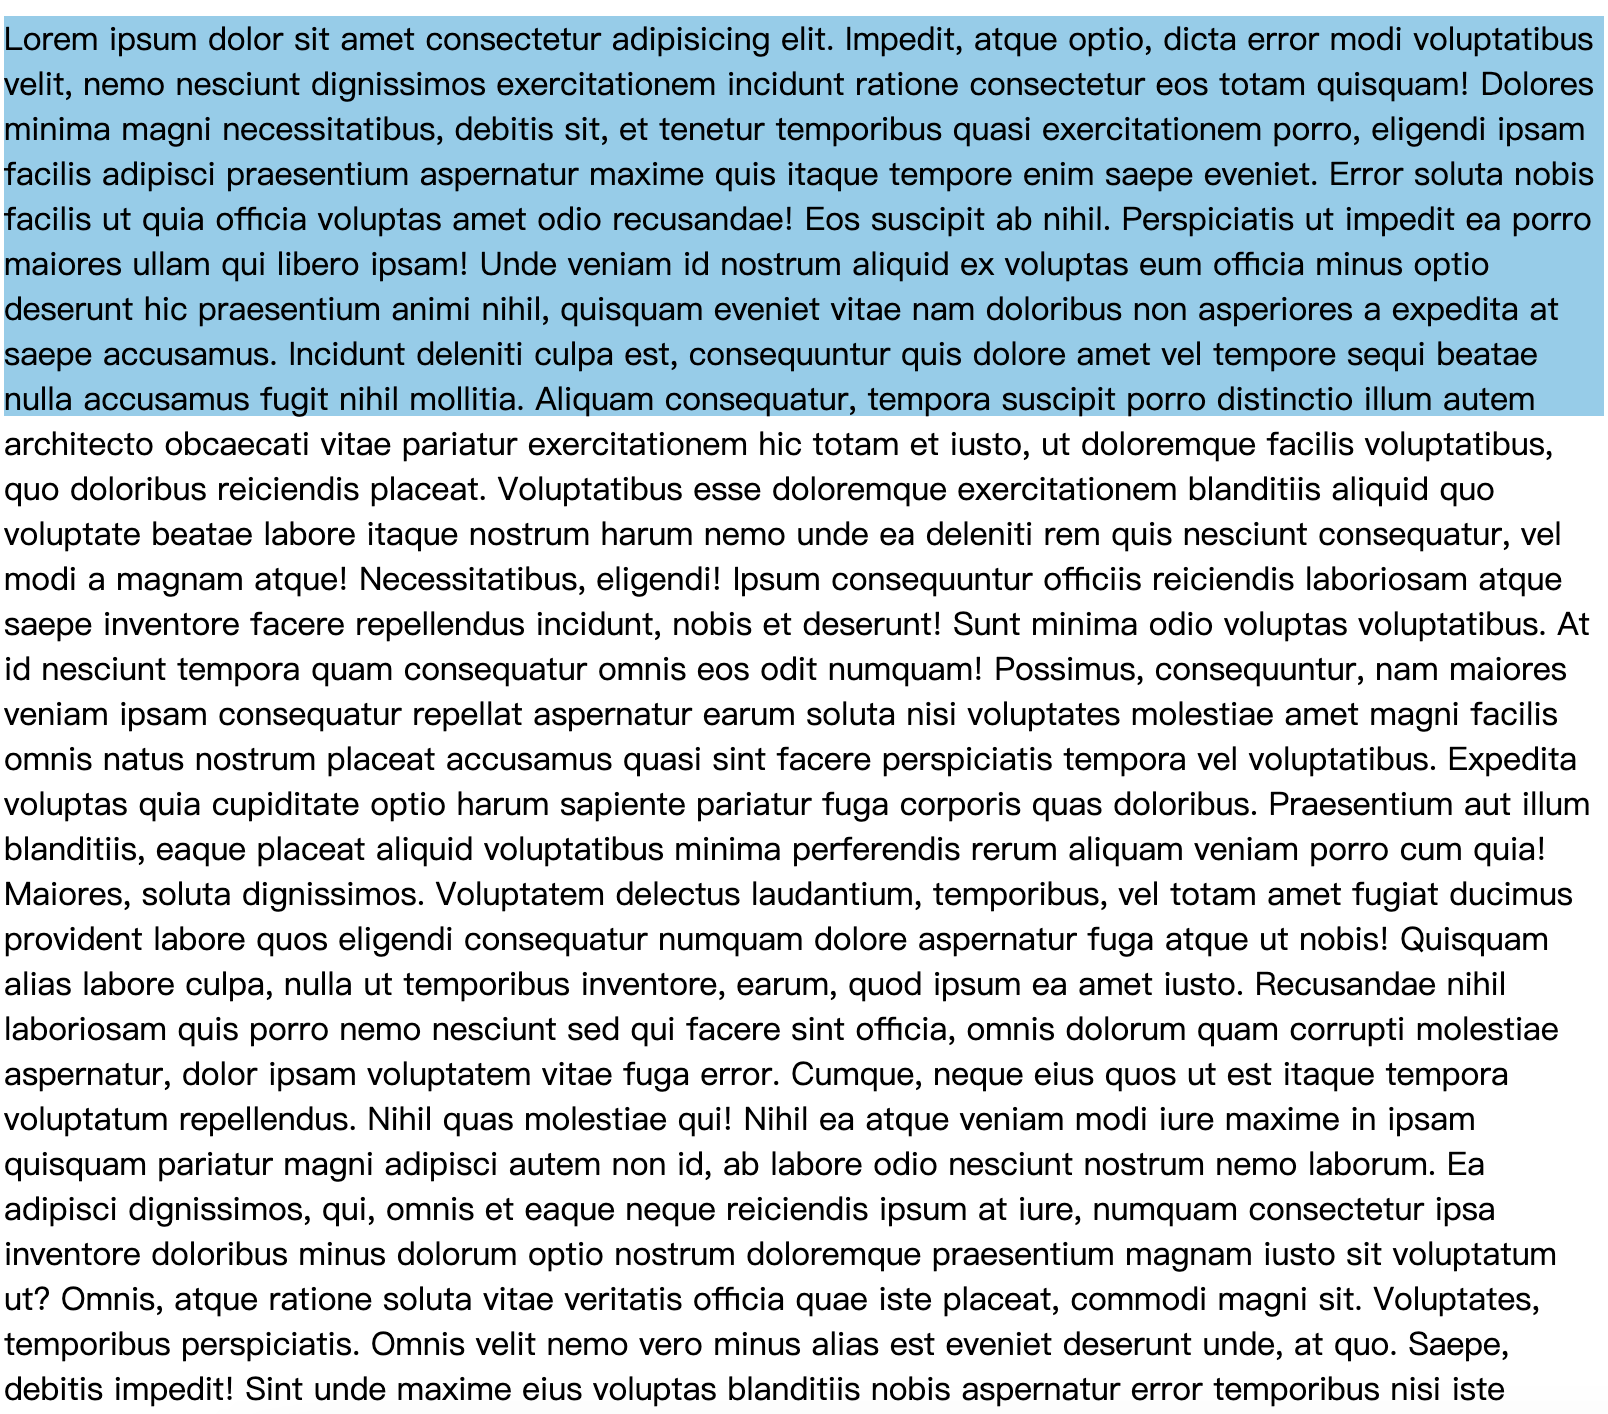 Lorem ipsum dolor sit amet consectetur adipisicing elit. Impedit, atque optio, dicta error modi voluptatibus
velit, nemo nesciunt dignissimos exercitationem incidunt ratione consectetur eos totam quisquam! Dolores
minima magni necessitatibus, debitis sit, et tenetur temporibus quasi exercitationem porro, eligendi ipsam
facilis adipisci praesentium aspernatur maxime quis itaque tempore enim saepe eveniet. Error soluta nobis
facilis ut quia officia voluptas amet odio recusandae! Eos suscipit ab nihil. Perspiciatis ut impedit ea porro
maiores ullam qui libero ipsam! Unde veniam id nostrum aliquid ex voluptas eum officia minus optio
deserunt hic praesentium animi nihil, quisquam eveniet vitae nam doloribus non asperiores a expedita at
saepe accusamus. Incidunt deleniti culpa est, consequuntur quis dolore amet vel tempore sequi beatae
nulla accusamus fugit nihil mollitia. Aliquam consequatur, tempora suscipit porro distinctio illum autem
architecto obcaecati vitae pariatur exercitationem hic totam et iusto, ut doloremque facilis voluptatibus,
quo doloribus reiciendis placeat. Voluptatibus esse doloremque exercitationem blanditiis aliquid quo
voluptate beatae labore itaque nostrum harum nemo unde ea deleniti rem quis nesciunt consequatur, vel
modi a magnam atque! Necessitatibus, eligendi! Ipsum consequuntur officiis reiciendis laboriosam atque
saepe inventore facere repellendus incidunt, nobis et deserunt! Sunt minima odio voluptas voluptatibus. At
id nesciunt tempora quam consequatur omnis eos odit numquam! Possimus, consequuntur, nam maiores
veniam ipsam consequatur repellat aspernatur earum soluta nisi voluptates molestiae amet magni facilis
omnis natus nostrum placeat accusamus quasi sint facere perspiciatis tempora vel voluptatibus. Expedita
voluptas quia cupiditate optio harum sapiente pariatur fuga corporis quas doloribus. Praesentium aut illum
blanditiis, eaque placeat aliquid voluptatibus minima perferendis rerum aliquam veniam porro cum quia!
Maiores, soluta dignissimos. Voluptatem delectus laudantium, temporibus, vel totam amet fugiat ducimus
provident labore quos eligendi consequatur numquam dolore aspernatur fuga atque ut nobis! Quisquam
alias labore culpa, nulla ut temporibus inventore, earum, quod ipsum ea amet iusto. Recusandae nihil
laboriosam quis porro nemo nesciunt sed qui facere sint officia, omnis dolorum quam corrupti molestiae
aspernatur, dolor ipsam voluptatem vitae fuga error. Cumque, neque eius quos ut est itaque tempora
voluptatum repellendus. Nihil quas molestiae qui! Nihil ea atque veniam modi iure maxime in ipsam
quisquam pariatur magni adipisci autem non id, ab labore odio nesciunt nostrum nemo laborum. Ea
adipisci dignissimos, qui, omnis et eaque neque reiciendis ipsum at iure, numquam consectetur ipsa
inventore doloribus minus dolorum optio nostrum doloremque praesentium magnam iusto sit voluptatum
ut? Omnis, atque ratione soluta vitae veritatis officia quae iste placeat, commodi magni sit. Voluptates,
temporibus perspiciatis. Omnis velit nemo vero minus alias est eveniet deserunt unde, at quo. Saepe,
debitis impedit! Sint unde maxime eius voluptas blanditiis nobis aspernatur error temporibus nisi iste